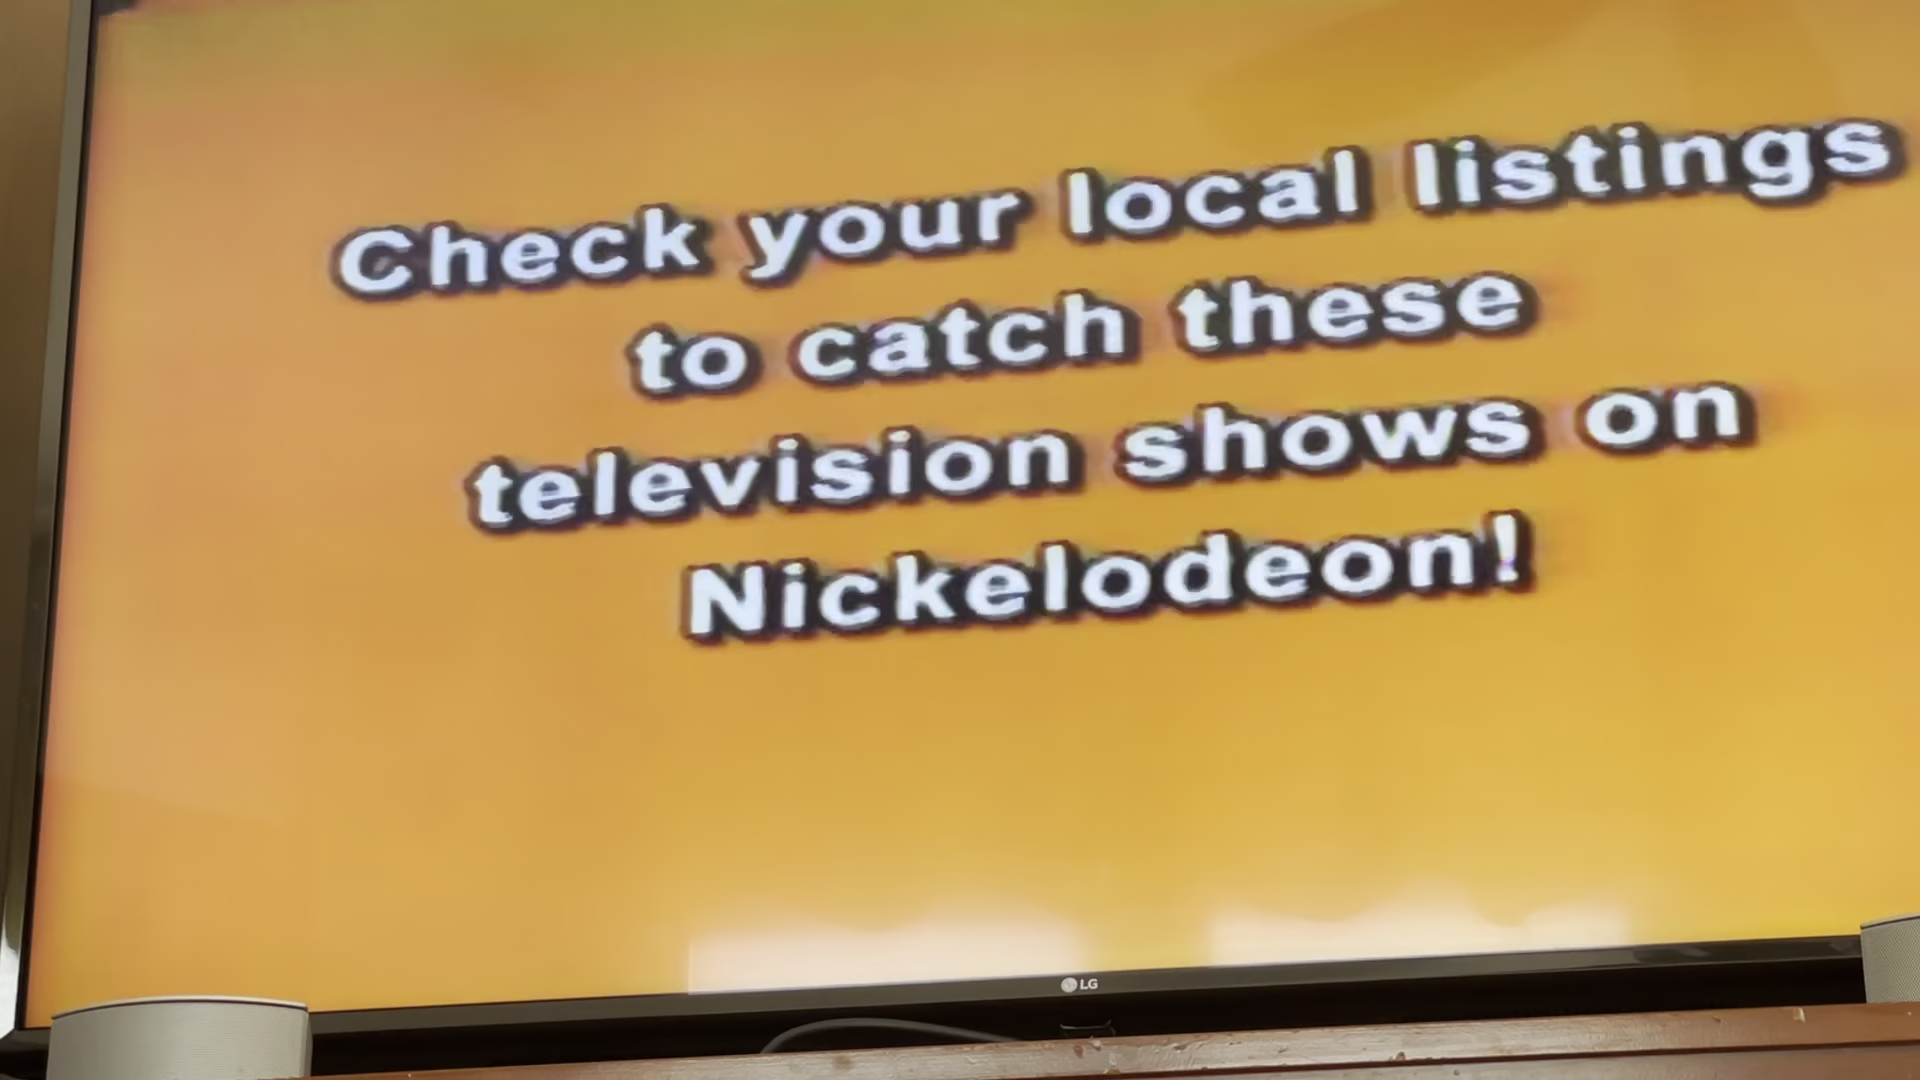 Check your local listings
to catch these
television shows on
Nickelodeon!
LG